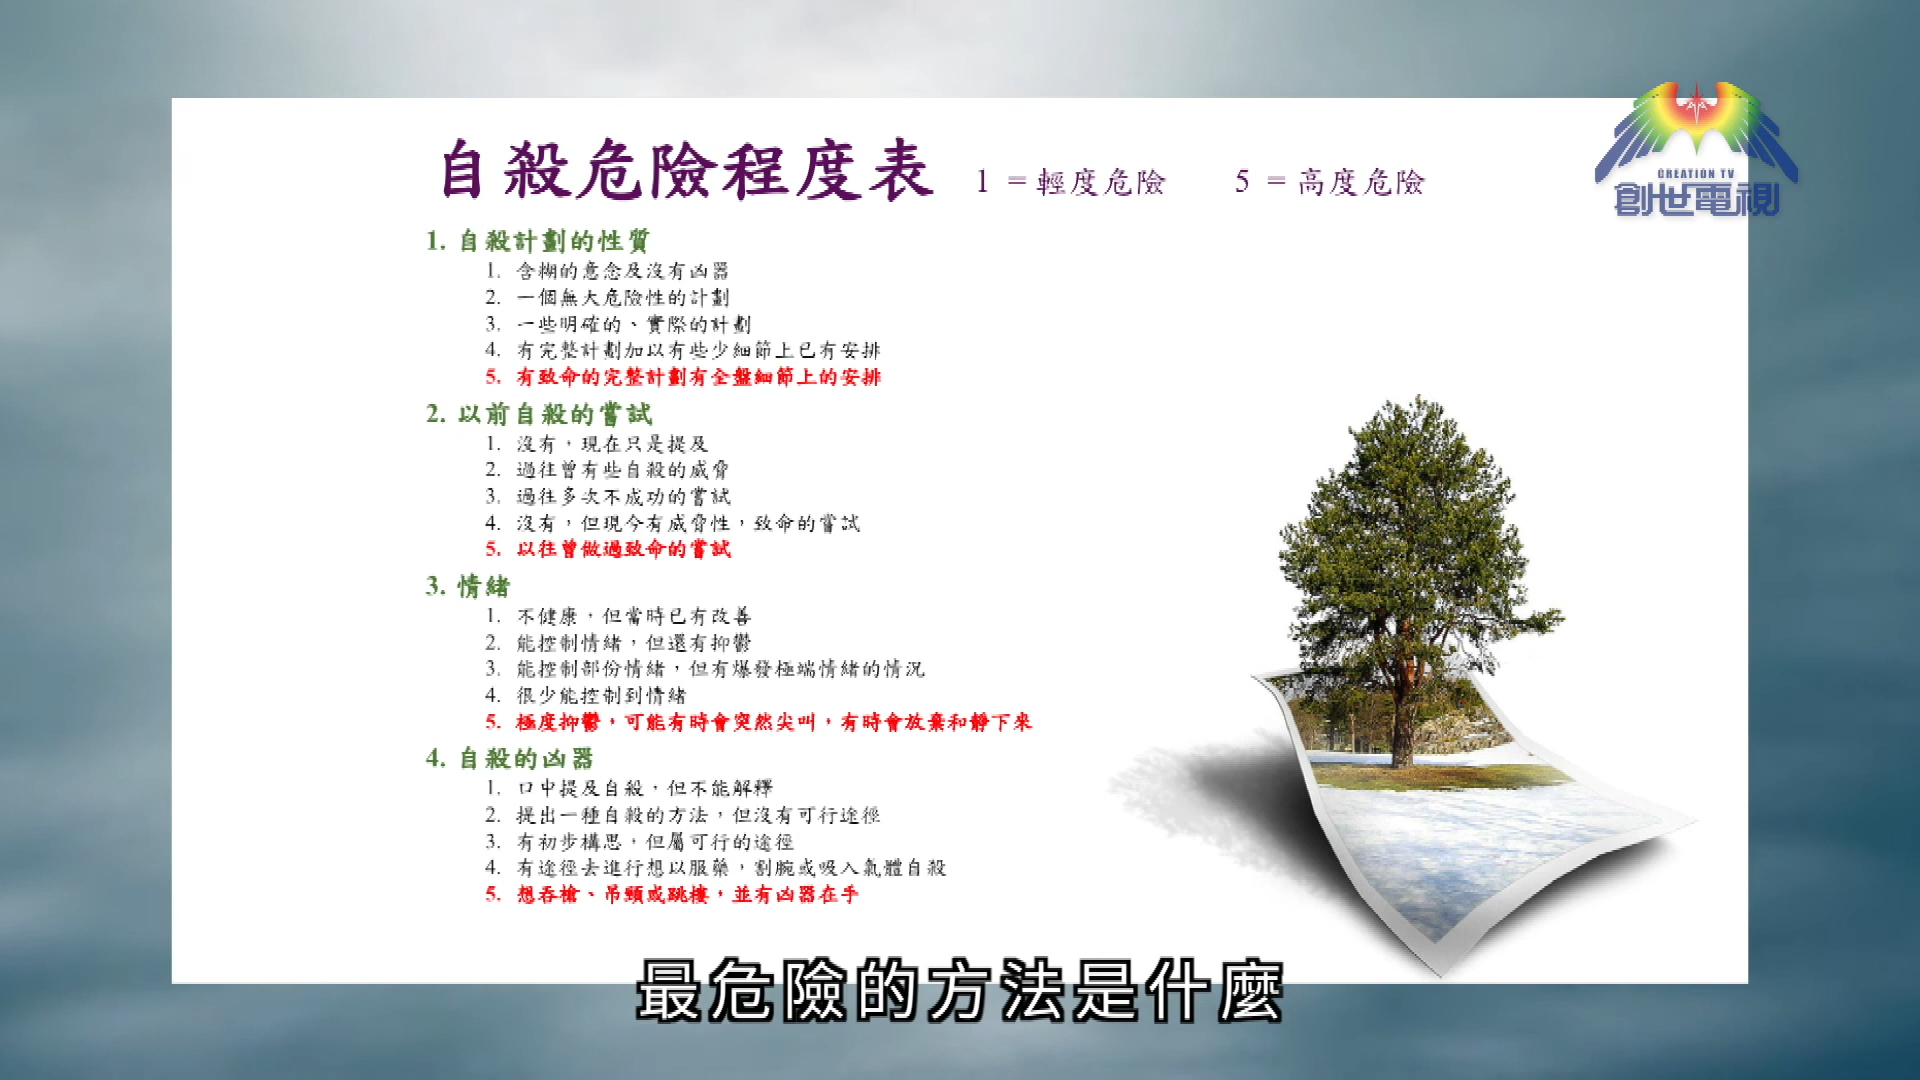 自殺危險程度表 1 = 輕度危險 5 = 高度危險
CREATION TV
創世電視
1. 自殺計劃的性質
1. 含糊的意念及沒有凶器
2. 一個無大危險性的計劃
3. 一些明確的、實際的計劃
4. 有完整計劃加以有些少細節上已有安排
5. 有致命的完整計劃有全盤細節上的安排
2. 以前自殺的嘗試
1. 沒有，現在只是提及
2. 過往曾有些自殺的威脅
3. 過往多次不成功的嘗試
4. 沒有，但現今有威脅性，致命的嘗試
5. 以往曾做過致命的嘗試
3. 情緒
1. 不健康，但當時已有改善
2. 能控制情緒，但還有抑鬱
3. 能控制部份情緒，但有爆發極端情緒的情況
4. 很少能控制到情緒
5. 極度抑鬱，可能有時會突然尖叫，有時會放棄和靜下來
4. 自殺的凶器
1. 口中提及自殺，但不能解釋
2. 提出一種自殺的方法，但沒有可行途徑
3. 有初步構思，但屬可行的途徑
4. 有途徑去進行想以服藥，割腕或吸入氣體自殺
5. 想吞槍、吊頸或跳樓，並有凶器在手
最危險的方法是什麼